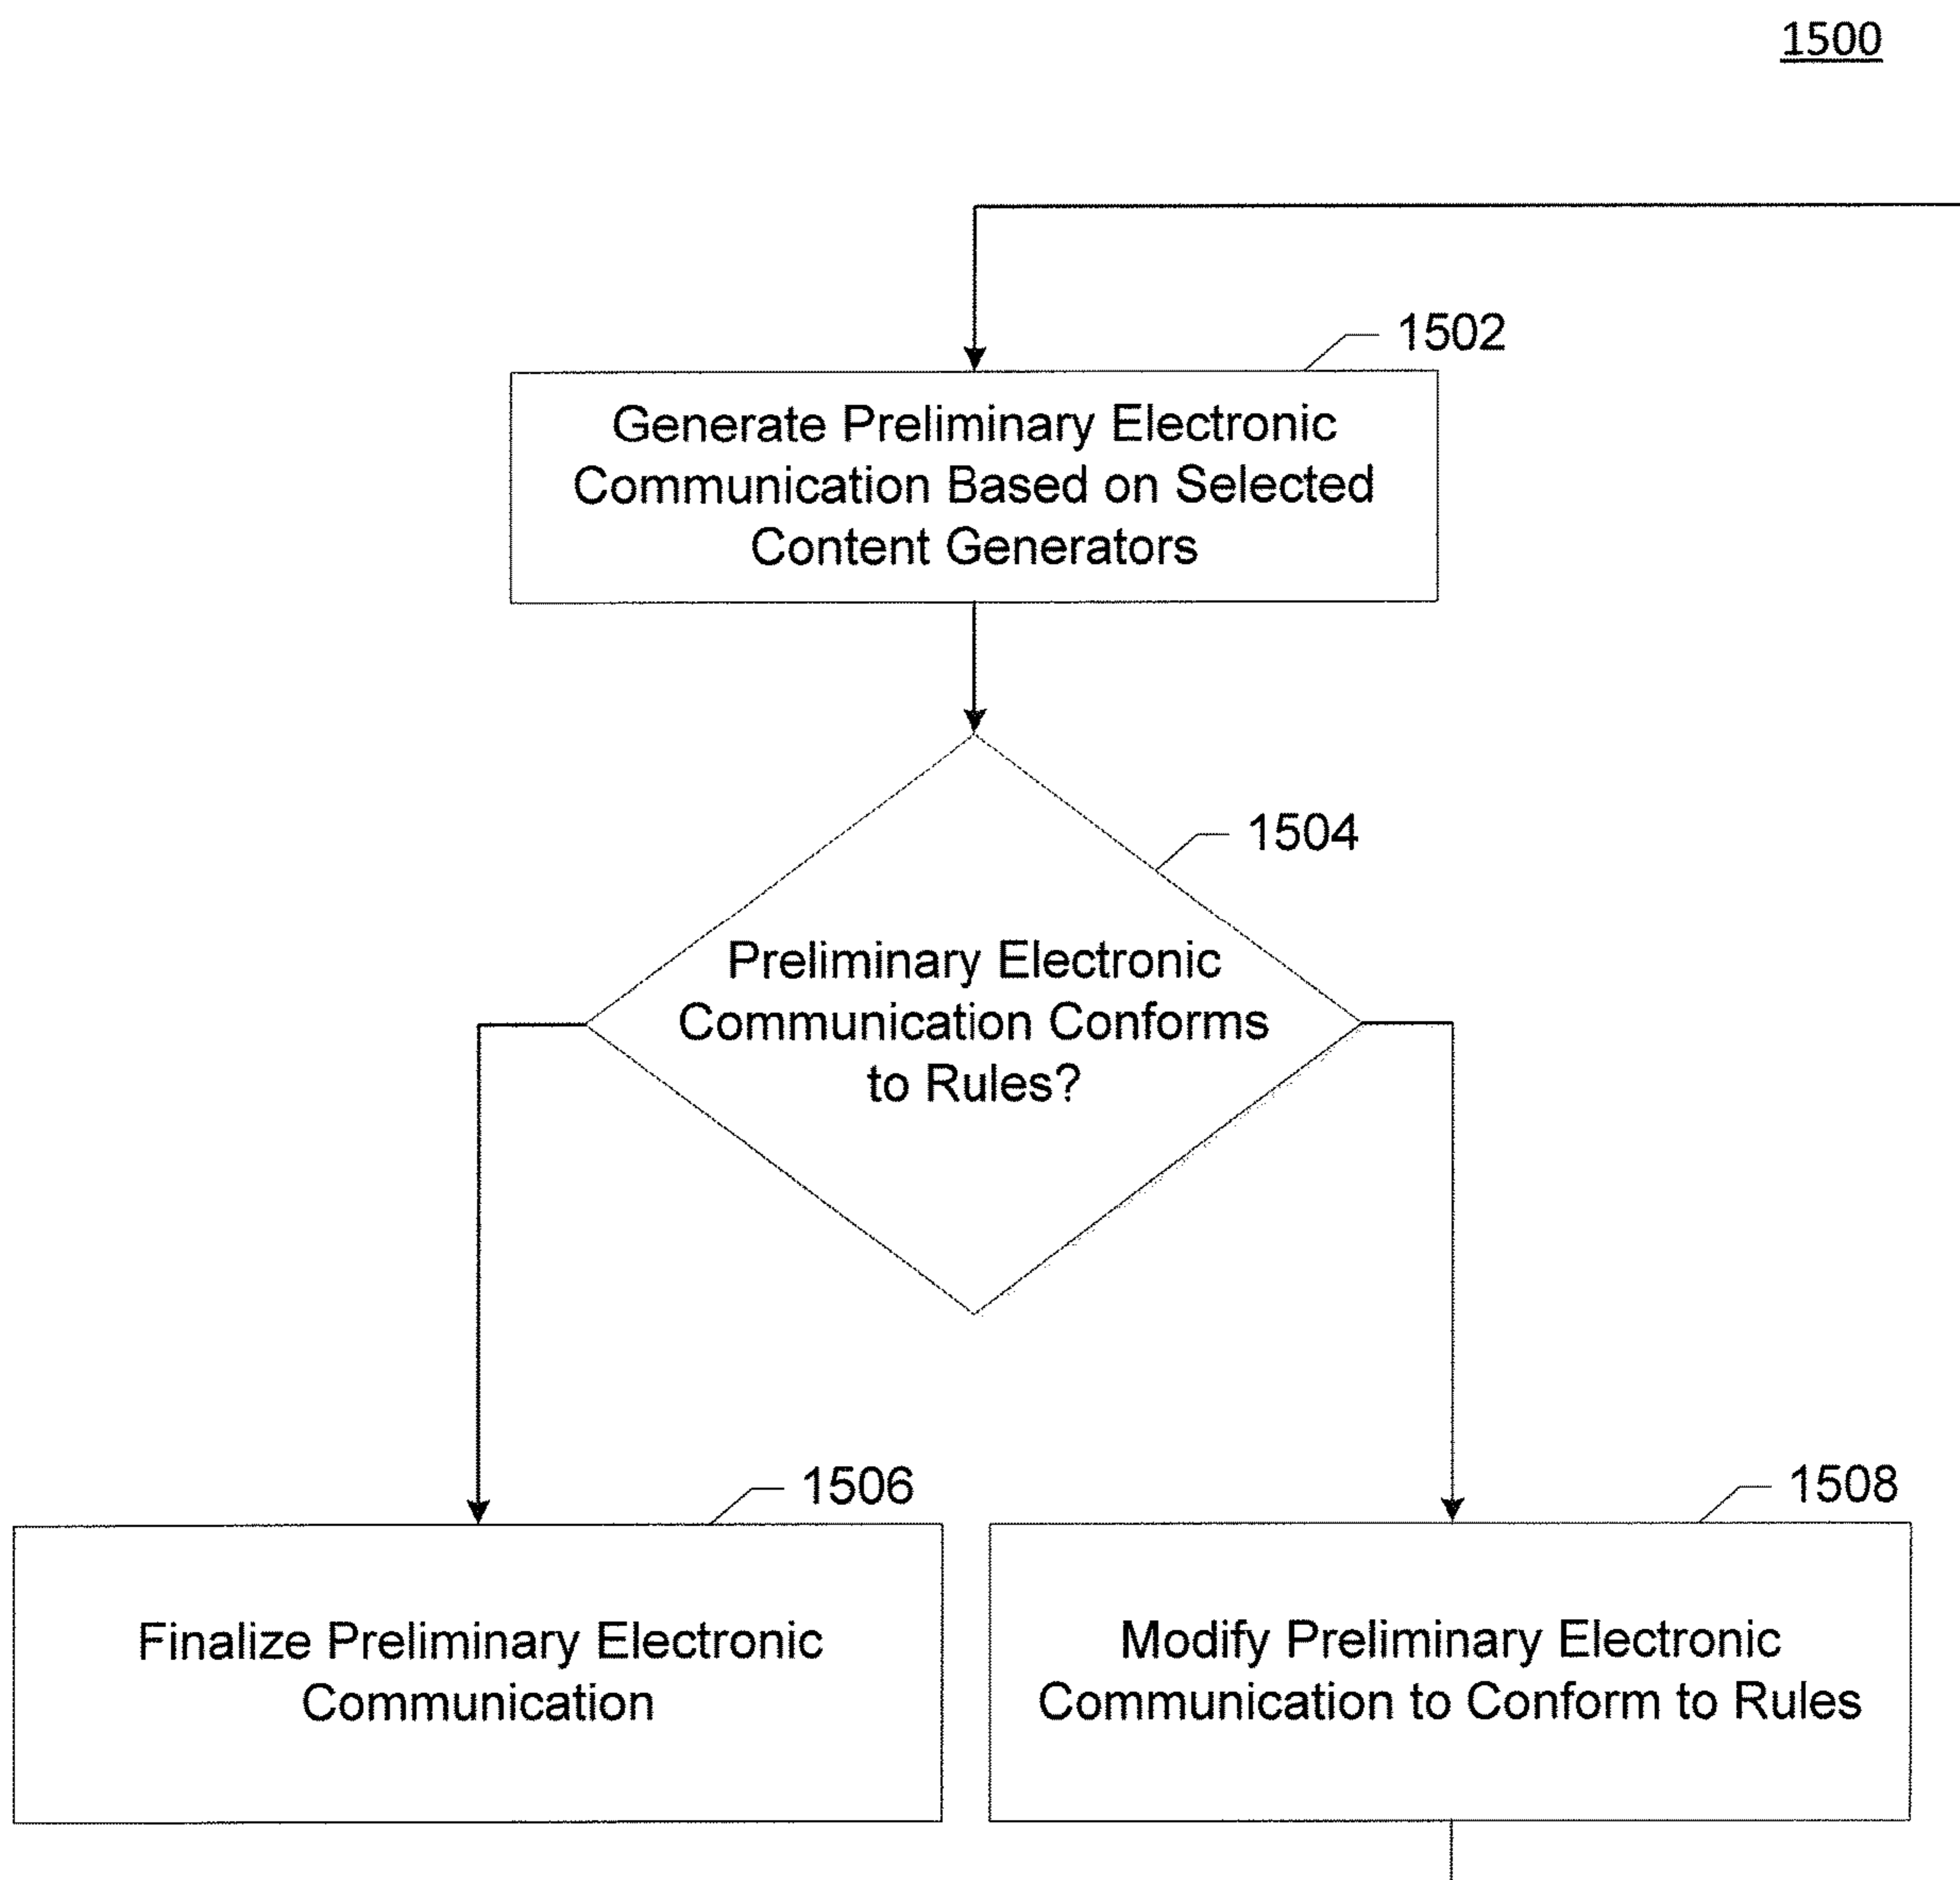 1500
1502
Generate Preliminary Electronic
Communication Based on Selected
Content Generators
1504
Preliminary Electronic
Communication Conforms
to Rules?
1506
Finalize Preliminary Electronic
Communication
1508
Modify Preliminary Electronic
Communication to Conform to Rules